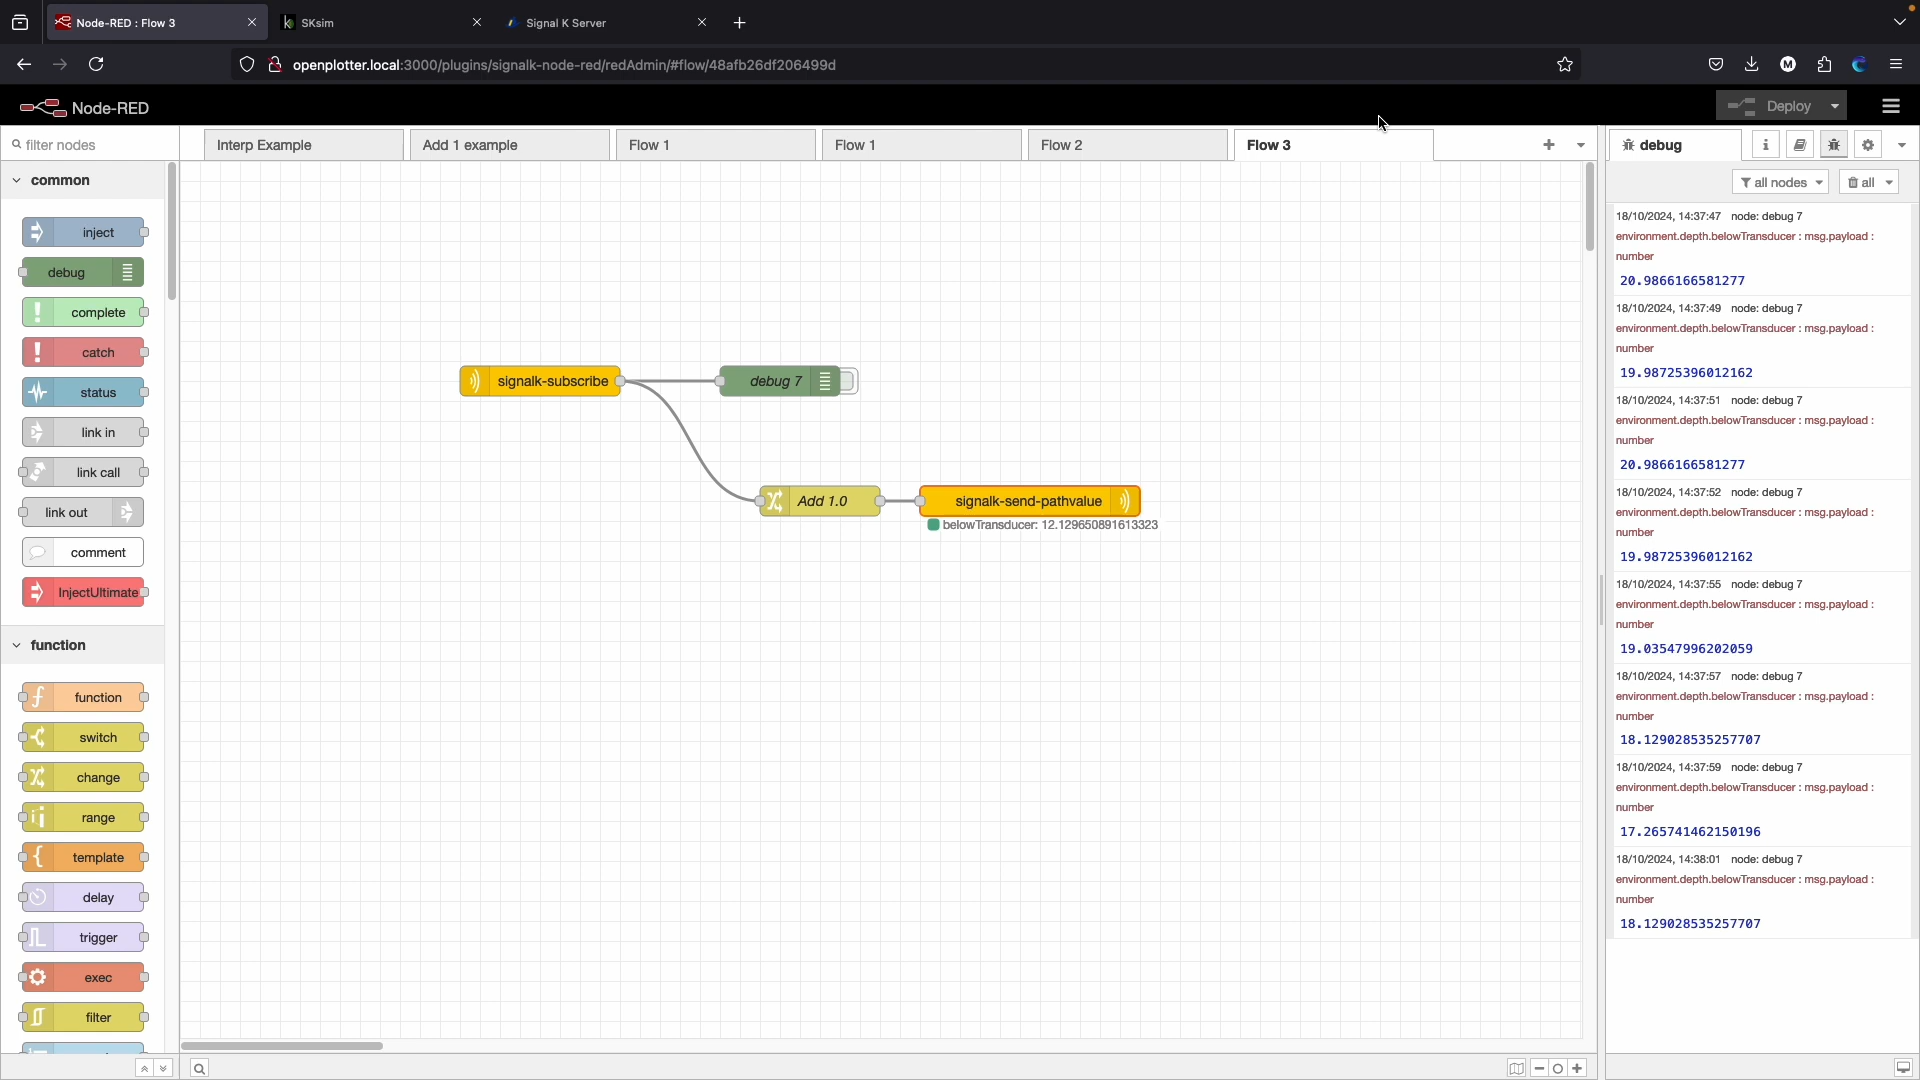 Node-RED : Flow 3
SKsim
Signal K Server
openplotter.local:3000/plugins/signalk-node-red/redAdmin/#flow/48afb26df206499d
Node-RED
Deploy
filter nodes
Interp Example
Add 1 example
Flow 1
Flow 1
Flow 2
Flow 3
debug
all nodes
all
common
inject
debug
complete
catch
status
link in
link call
link out
comment
InjectUltimate
function
function
switch
change
range
template
delay
trigger
exec
filter
signalk-subscribe
debug 7
Add 1.0
signalk-send-pathvalue
belowTransducer: 12.129650891613323
18/10/2024, 14:37:47 node: debug 7
environment.depth.belowTransducer : msg.payload :
number
20.9866166581277
18/10/2024, 14:37:49 node: debug 7
environment.depth.belowTransducer : msg.payload :
number
19.98725396012162
18/10/2024, 14:37:51 node: debug 7
environment.depth.belowTransducer : msg.payload :
number
20.9866166581277
18/10/2024, 14:37:52 node: debug 7
environment.depth.belowTransducer : msg.payload :
number
19.98725396012162
18/10/2024, 14:37:55 node: debug 7
environment.depth.belowTransducer : msg.payload :
number
19.03547996202059
18/10/2024, 14:37:57 node: debug 7
environment.depth.belowTransducer : msg.payload :
number
18.129028535257707
18/10/2024, 14:37:59 node: debug 7
environment.depth.belowTransducer : msg.payload :
number
17.265741462150196
18/10/2024, 14:38:01 node: debug 7
environment.depth.belowTransducer : msg.payload :
number
18.129028535257707